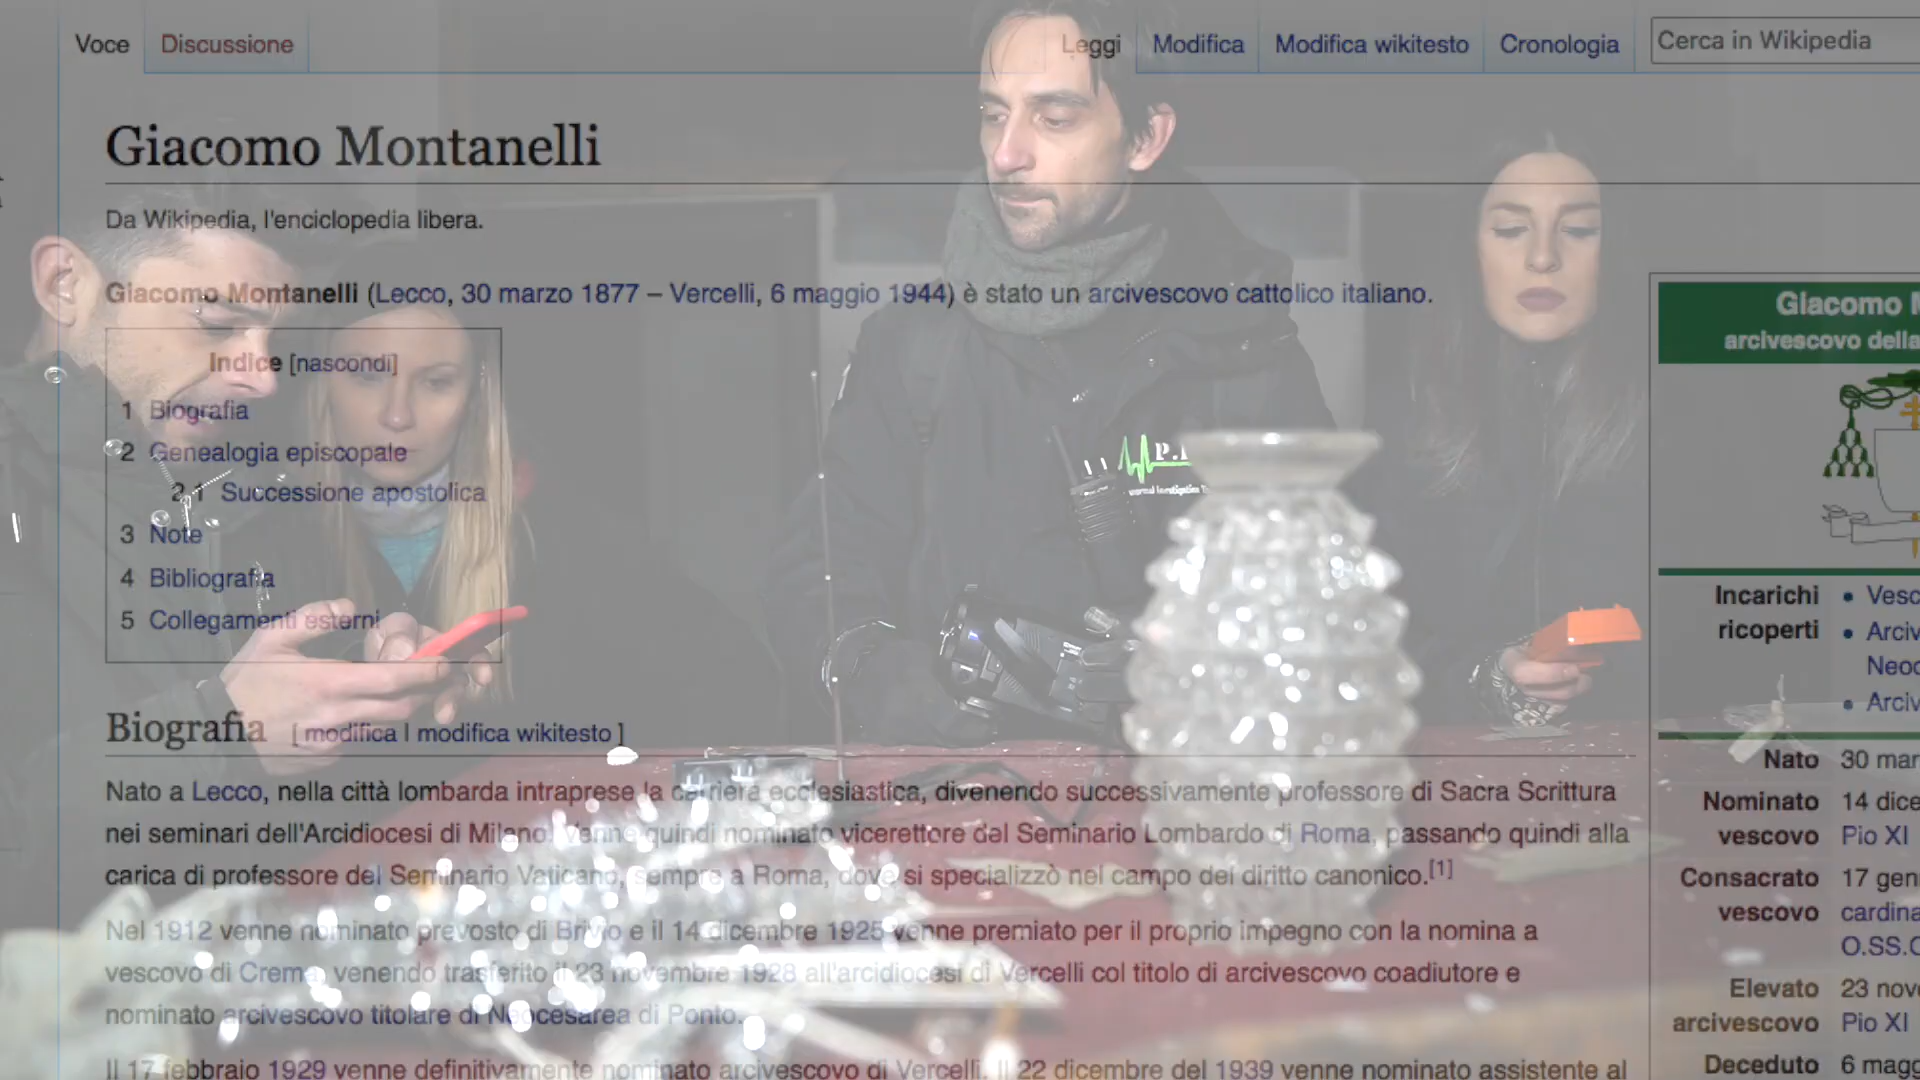 Voce
Discussione
Leggi
Modifica
Modifica wikitesto
Cronologia
Cerca in Wikipedia
Giacomo Montanelli
Da Wikipedia, l'enciclopedia libera.
Giacomo Montanelli (Lecco, 30 marzo 1877 – Vercelli, 6 maggio 1944) è stato un arcivescovo cattolico italiano.
Indice [nascondi]
1 Biografia
2 Genealogia episcopale
2.1 Successione apostolica
3 Note
4 Bibliografia
5 Collegamenti esterni
Biografia [ modifica | modifica wikitesto ]
Nato a Lecco, nella città lombarda intraprese la carriera ecclesiastica, divenendo successivamente professore di Sacra Scrittura
nei seminari dell'Arcidiocesi di Milano. Venne quindi nominato vicerettore del Seminario Lombardo di Roma, passando quindi alla
carica di professore del Seminario Vaticano, sempre a Roma, dove si specializzò nel campo del diritto canonico.[1]
Nel 1912 venne nominato prevosto di Brivio e il 14 dicembre 1925 venne premiato per il proprio impegno con la nomina a
vescovo di Crema, venendo trasferito il 23 novembre 1928 all'arcidiocesi di Vercelli col titolo di arcivescovo coadiutore e
nominato arcivescovo titolare di Neocesarea di Ponto.
Il 17 febbraio 1929 venne definitivamente nominato arcivescovo di Vercelli. Il 22 dicembre del 1939 venne nominato assistente al
Giacomo M
arcivescovo della
Incarichi
ricoperti
• Vesc
• Arciv
Neoc
• Arciv
Nato 30 mar
Nominato 14 dice
vescovo Pio XI
Consacrato 17 genn
vescovo cardina
O.SS.C
Elevato 23 nove
arcivescovo Pio XI
Deceduto 6 magg
P.I